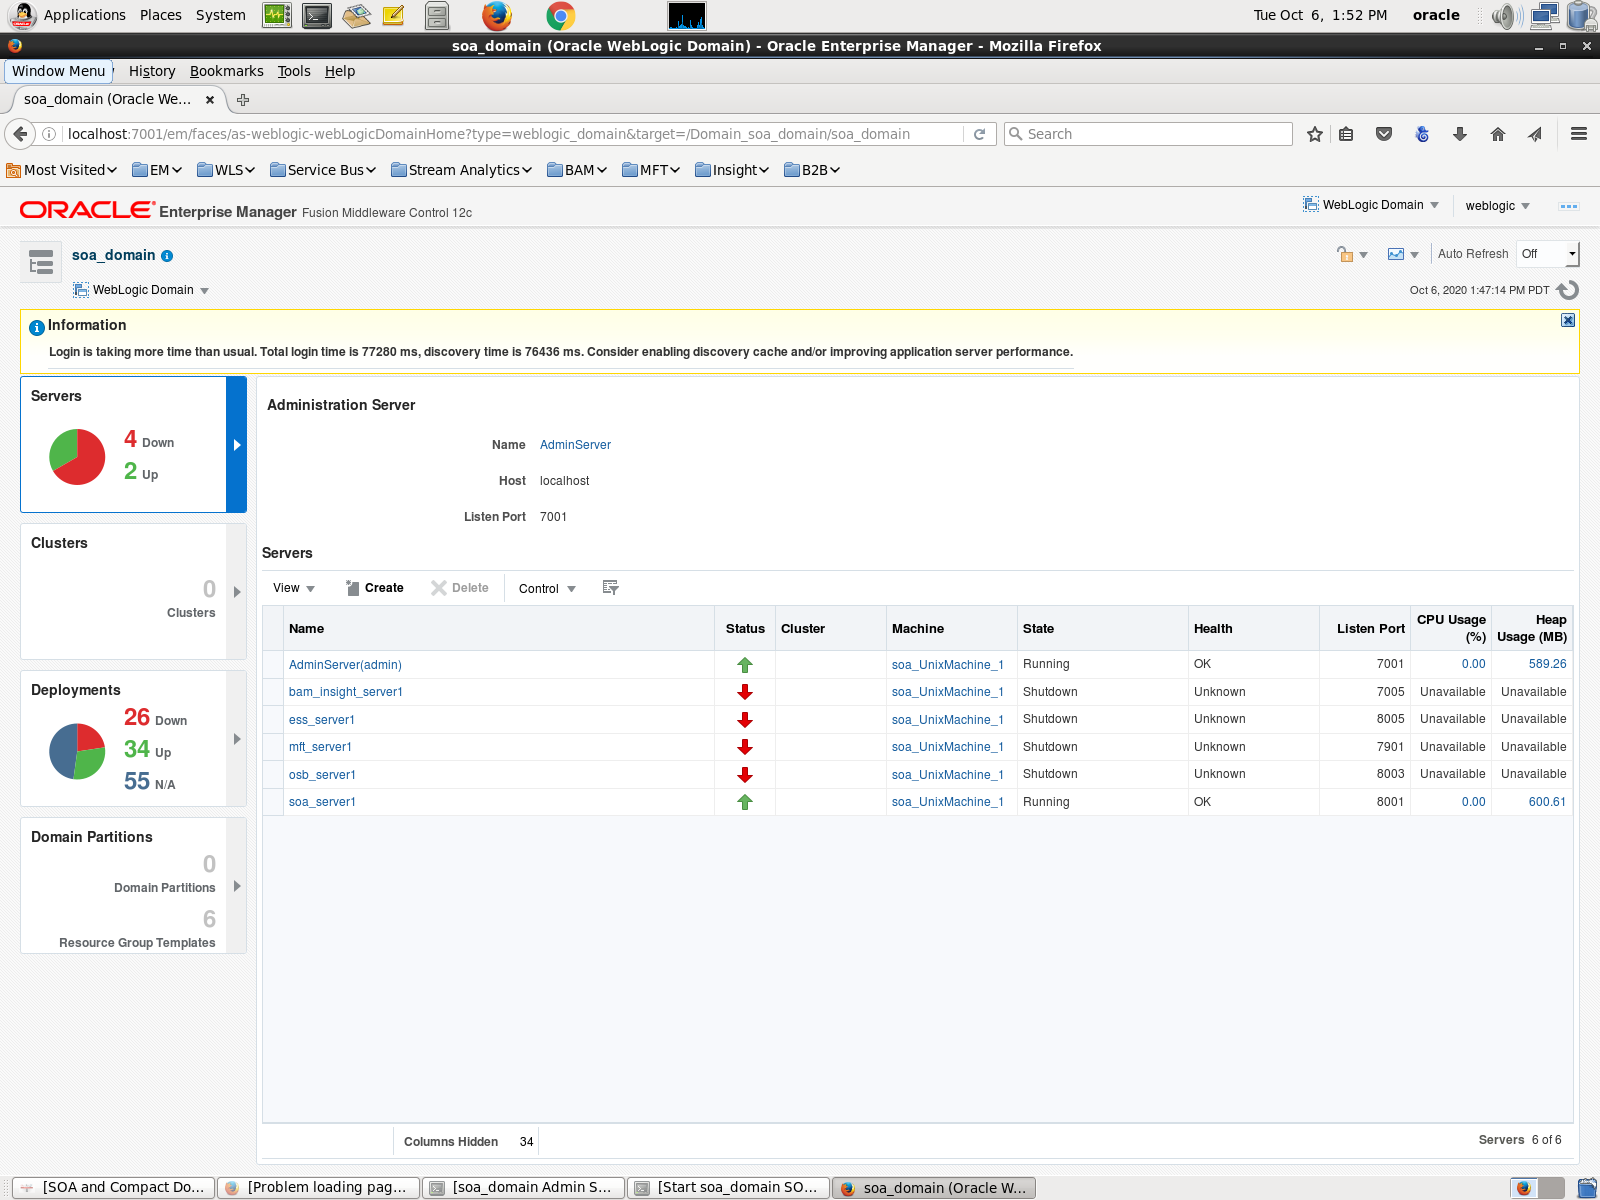 Applications Places System
Tue Oct 6, 1:52 PM oracle
soa_domain (Oracle WebLogic Domain) - Oracle Enterprise Manager - Mozilla Firefox
Window Menu History Bookmarks Tools Help
soa_domain (Oracle We...
localhost:7001/em/faces/as-weblogic-webLogicDomainHome?type=weblogic_domain&target=/Domain_soa_domain/soa_domain
Search
Most Visited EM WLS Service Bus Stream Analytics BAM MFT Insight B2B
ORACLE Enterprise Manager Fusion Middleware Control 12c
WebLogic Domain weblogic
soa_domain
Auto Refresh Off
WebLogic Domain
Oct 6, 2020 1:47:14 PM PDT
Information
Login is taking more time than usual. Total login time is 77280 ms, discovery time is 76436 ms. Consider enabling discovery cache and/or improving application server performance.
Servers
4 Down
2 Up
Clusters
0
Clusters
Deployments
26 Down
34 Up
55 N/A
Domain Partitions
0
Domain Partitions
6
Resource Group Templates
Administration Server
Name AdminServer
Host localhost
Listen Port 7001
Servers
View Create Delete Control
Name Status Cluster Machine State Health Listen Port CPU Usage (%) Heap Usage (MB)
AdminServer(admin) soa_UnixMachine_1 Running OK 7001 0.00 589.26
bam_insight_server1 soa_UnixMachine_1 Shutdown Unknown 7005 Unavailable Unavailable
ess_server1 soa_UnixMachine_1 Shutdown Unknown 8005 Unavailable Unavailable
mft_server1 soa_UnixMachine_1 Shutdown Unknown 7901 Unavailable Unavailable
osb_server1 soa_UnixMachine_1 Shutdown Unknown 8003 Unavailable Unavailable
soa_server1 soa_UnixMachine_1 Running OK 8001 0.00 600.61
Columns Hidden 34
Servers 6 of 6
[SOA and Compact Do... [Problem loading pag... [soa_domain Admin S... [Start soa_domain SO... soa_domain (Oracle W...